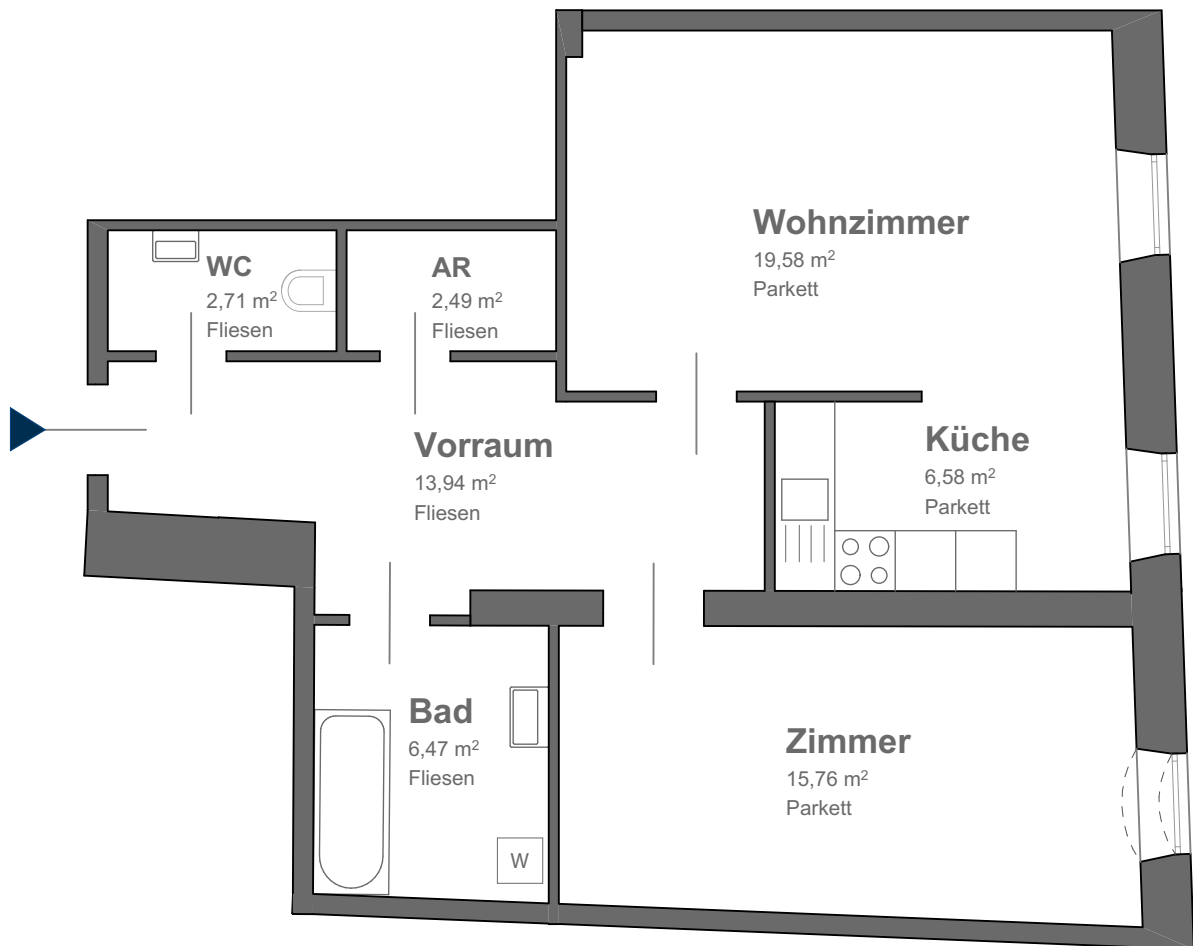 Wohnzimmer
19,58 m²
Parkett
WC
2,71 m²
Fliesen
AR
2,49 m²
Fliesen
Vorraum
13,94 m²
Fliesen
Küche
6,58 m²
Parkett
Bad
6,47 m²
Fliesen
W
Zimmer
15,76 m²
Parkett